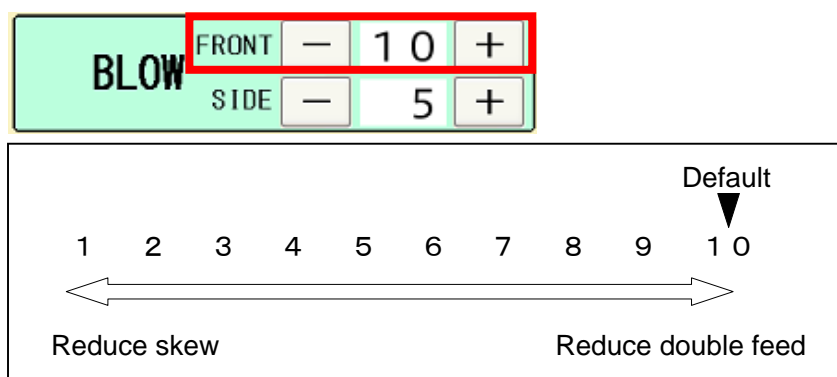 BLOW
FRONT − 10 +
SIDE − 5 +
Default
1 2 3 4 5 6 7 8 9 10
Reduce skew Reduce double feed